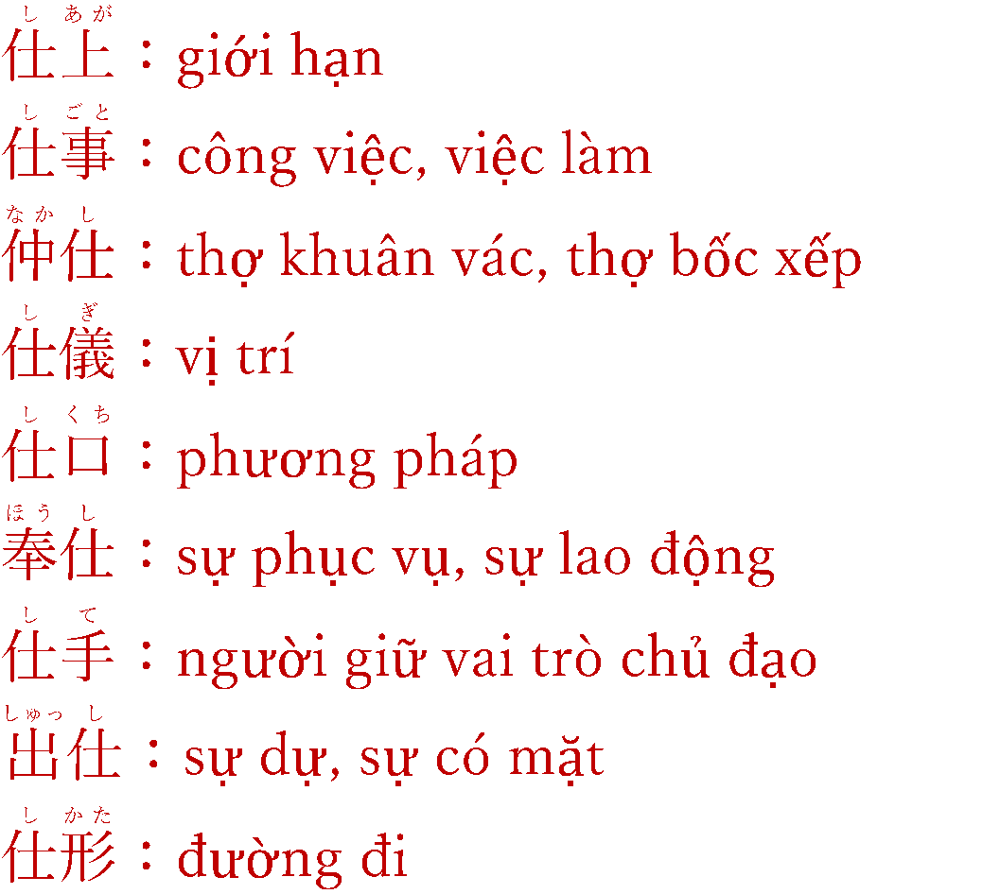 しあが
仕上：giới hạn
しごと
仕事：công việc, việc làm
なかし
仲仕：thợ khuân vác, thợ bốc xếp
しぎ
仕儀：vị trí
しくち
仕口：phương pháp
ほうし
奉仕：sự phục vụ, sự lao động
して
仕手：người giữ vai trò chủ đạo
しゅっし
出仕：sự dự, sự có mặt
しかた
仕形：đường đi